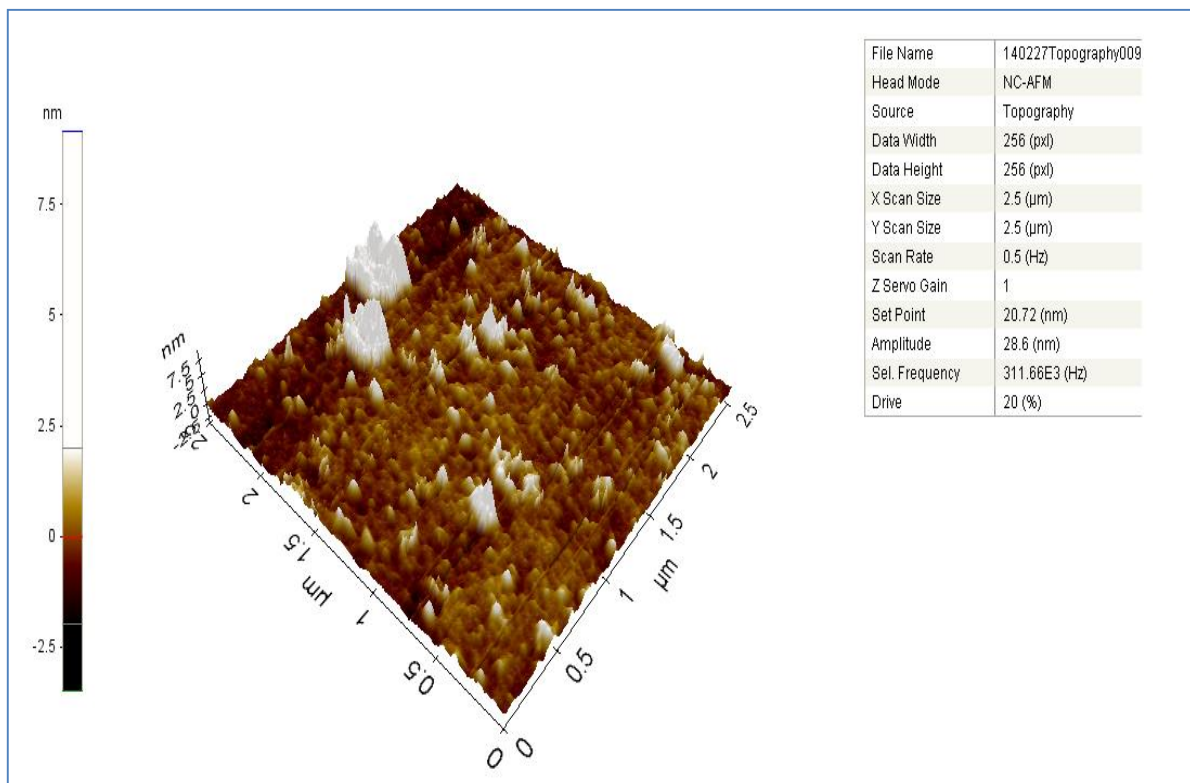 nm
7.5
5
2.5
0
-2.5
nm
7.5
5
2.5
0
2
1.5
µm
1
0.5
0
0
0.5
1
µm
1.5
2
2.5
File Name 140227Topography009
Head Mode NC-AFM
Source Topography
Data Width 256 (pxl)
Data Height 256 (pxl)
X Scan Size 2.5 (µm)
Y Scan Size 2.5 (µm)
Scan Rate 0.5 (Hz)
Z Servo Gain 1
Set Point 20.72 (nm)
Amplitude 28.6 (nm)
Sel. Frequency 311.66E3 (Hz)
Drive 20 (%)